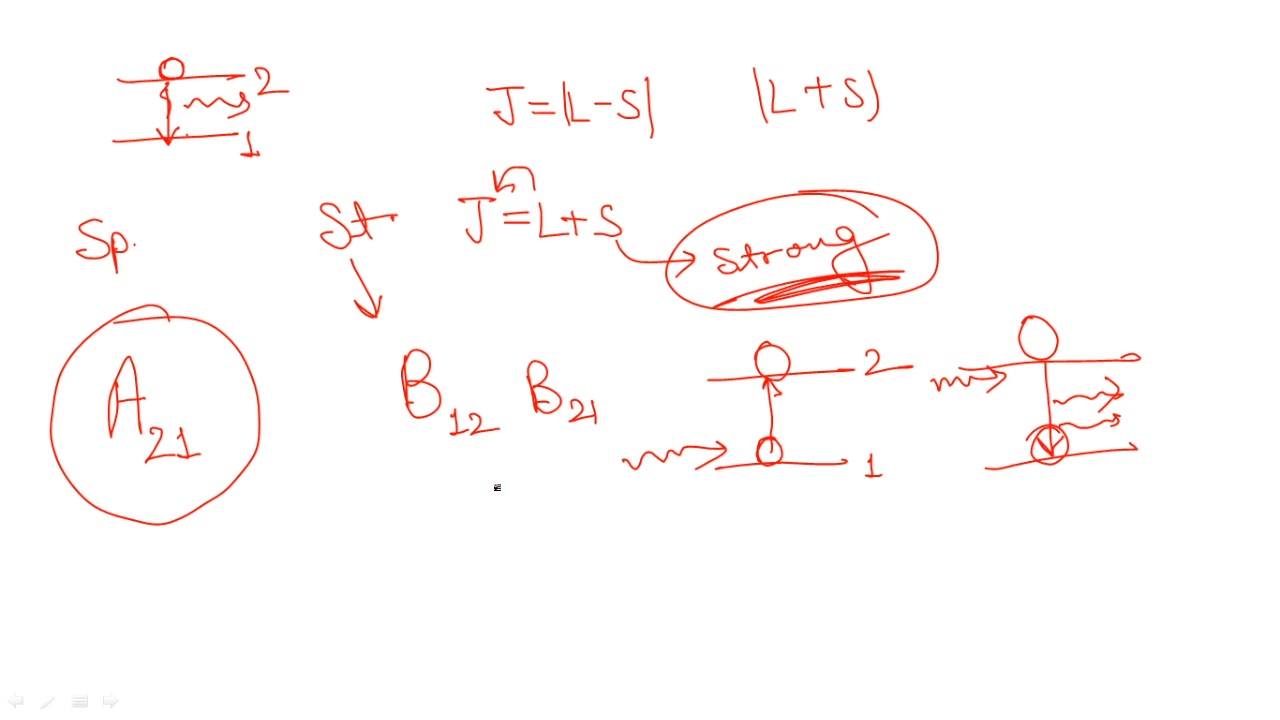 2
1
J = |L - S| |L + S|
Sp. St J = L + S strong
A21 B12 B21
2
1